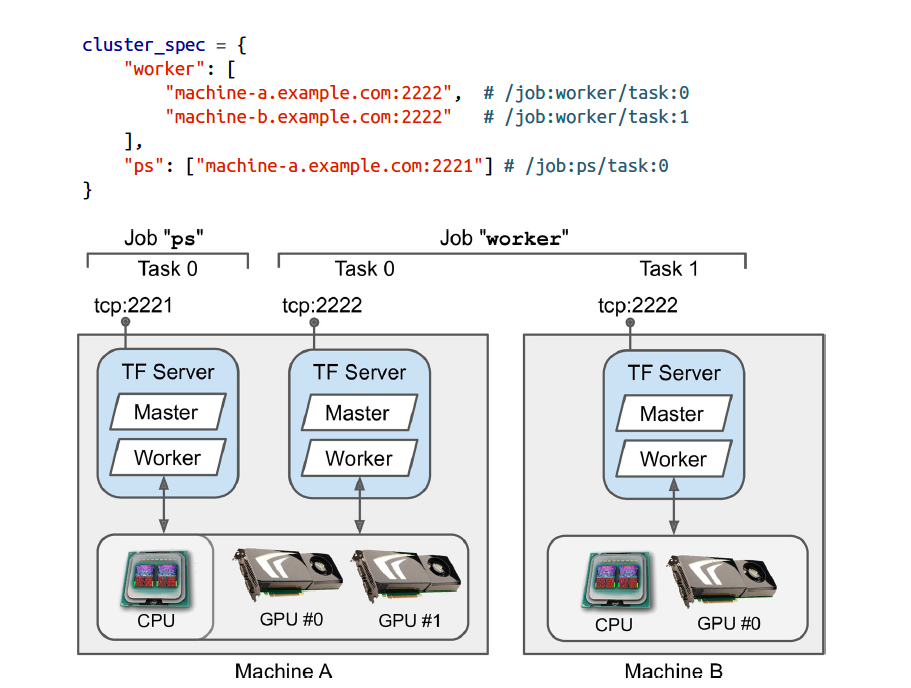 cluster_spec = {
"worker": [
"machine-a.example.com:2222", # /job:worker/task:0
"machine-b.example.com:2222" # /job:worker/task:1
],
"ps": ["machine-a.example.com:2221"] # /job:ps/task:0
}
Job "ps" Job "worker"
Task 0 Task 0 Task 1
tcp:2221 tcp:2222 tcp:2222
TF Server TF Server TF Server
Master Master Master
Worker Worker Worker
CPU GPU #0 GPU #1 CPU GPU #0
Machine A Machine B